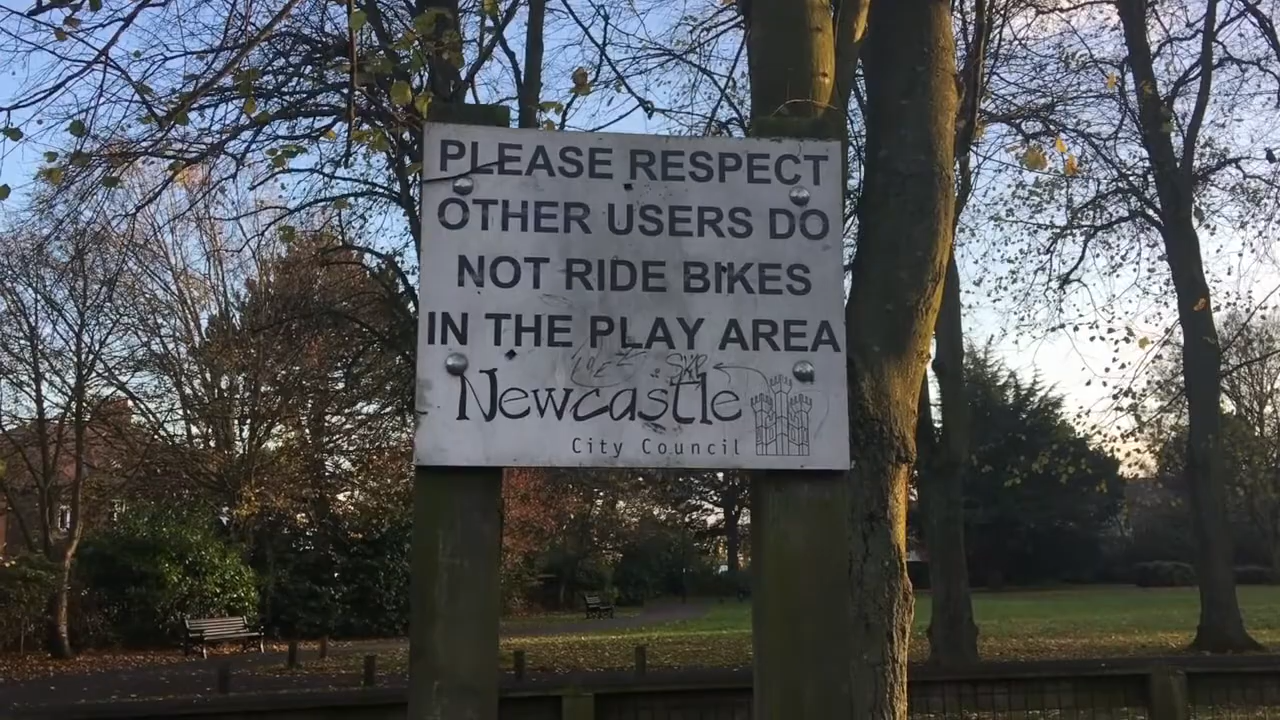 PLEASE RESPECT
OTHER USERS DO
NOT RIDE BIKES
IN THE PLAY AREA
Newcastle
City Council